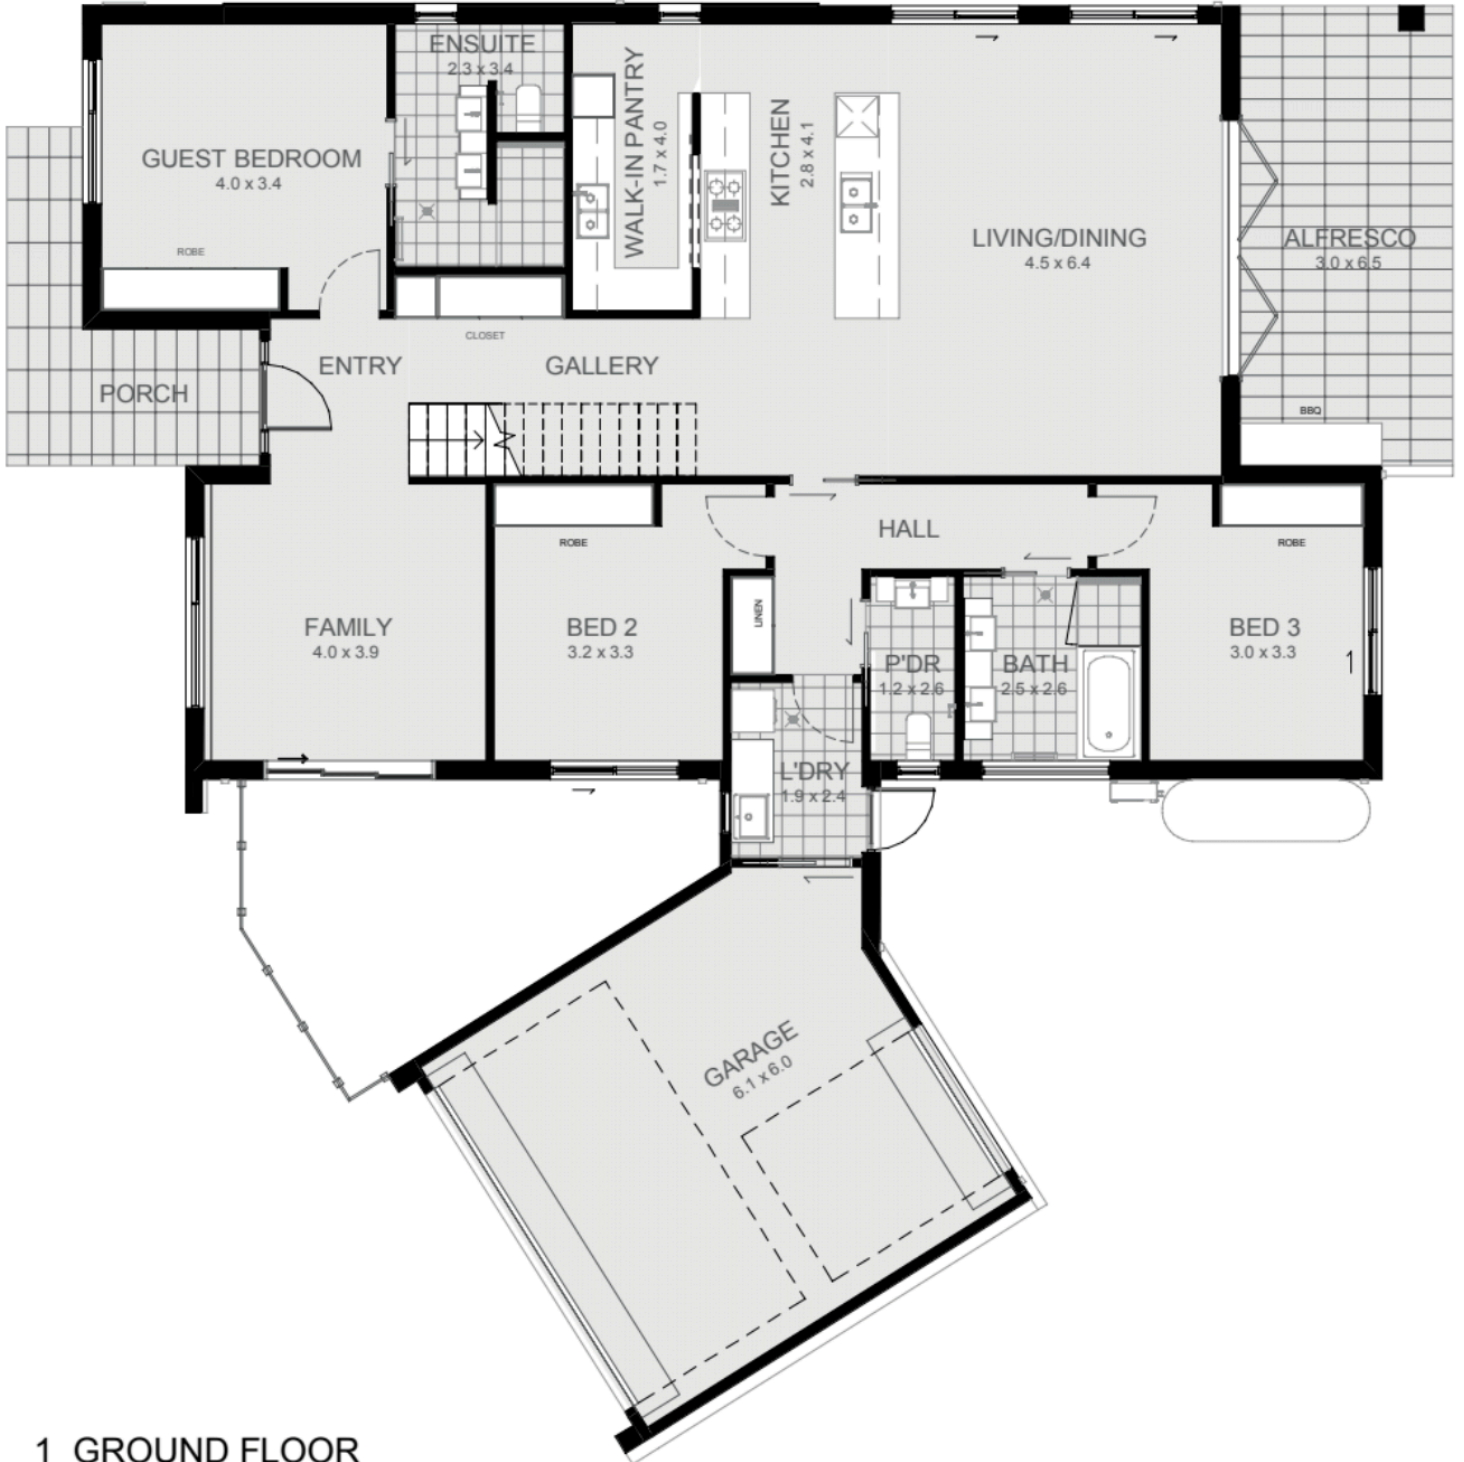 ENSUITE
2.3 x 3.4
GUEST BEDROOM
4.0 x 3.4
ROBE
WALK-IN PANTRY
1.7 x 4.0
KITCHEN
2.8 x 4.1
LIVING/DINING
4.5 x 6.4
ALFRESCO
3.0 x 6.5
CLOSET
ENTRY
GALLERY
PORCH
BBQ
HALL
ROBE
ROBE
LINEN
FAMILY
4.0 x 3.9
BED 2
3.2 x 3.3
P'DR
1.2 x 2.6
BATH
2.5 x 2.6
BED 3
3.0 x 3.3
L'DRY
1.9 x 2.4
GARAGE
6.1 x 6.0
1 GROUND FLOOR